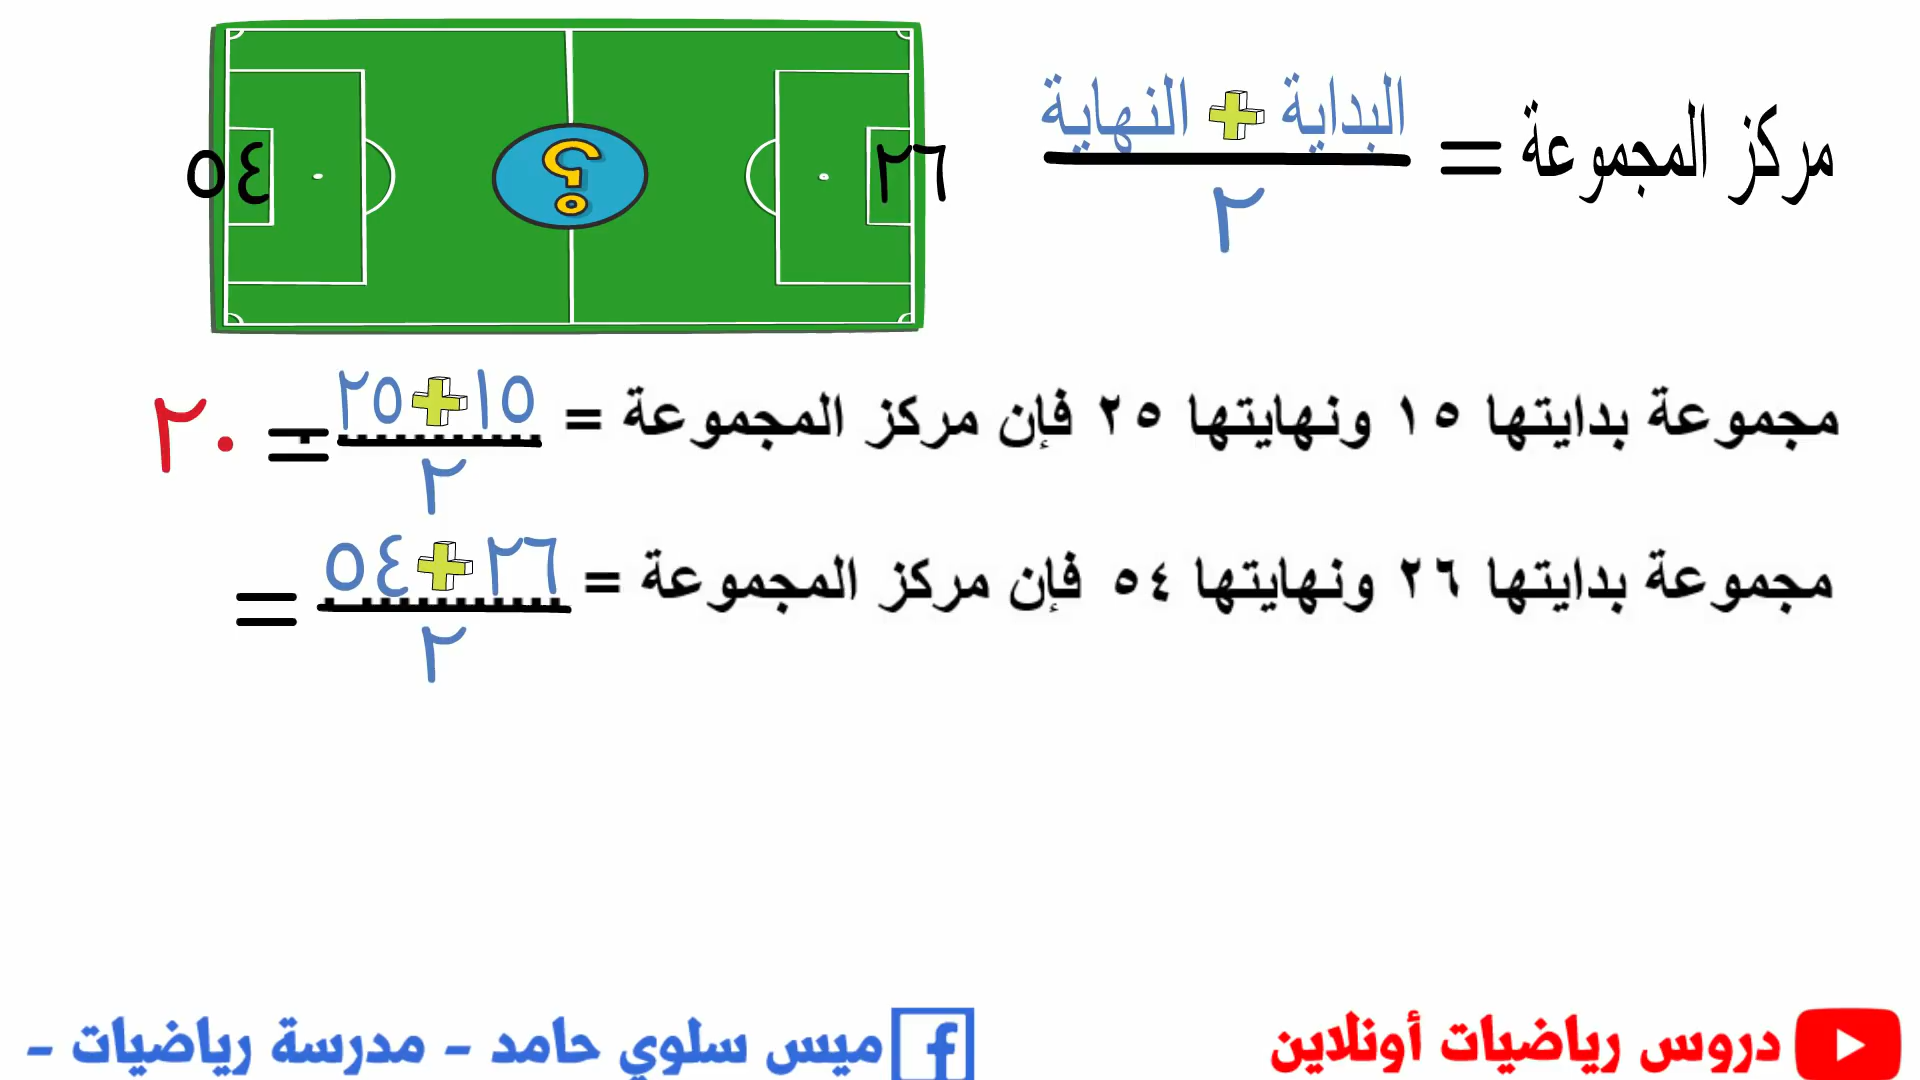 مركز المجموعة = البداية + النهاية
٢
٥٤ ؟ ٢٦
مجموعة بدايتها ١٥ ونهايتها ٢٥ فإن مركز المجموعة = ١٥ + ٢٥ = ٢٠
٢
مجموعة بدايتها ٢٦ ونهايتها ٥٤ فإن مركز المجموعة = ٢٦ + ٥٤ =
٢
دروس رياضيات أونلاين
ميس سلوي حامد - مدرسة رياضيات -